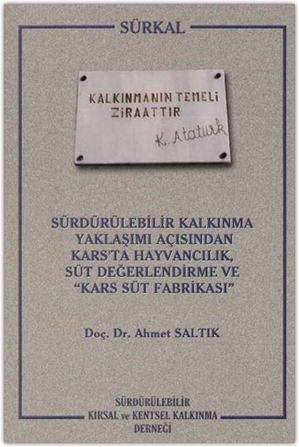 SÜRKAL
KALKINMANIN TEMELİ
ZİRAATTIR
K. Atatürk
SÜRDÜRÜLEBİLİR KALKINMA
YAKLAŞIMI AÇISINDAN
KARS'TA HAYVANCILIK,
SÜT DEĞERLENDİRME VE
“KARS SÜT FABRİKASI”
Doç. Dr. Ahmet SALTIK
SÜRDÜRÜLEBİLİR
KIRSAL ve KENTSEL KALKINMA
DERNEĞİ